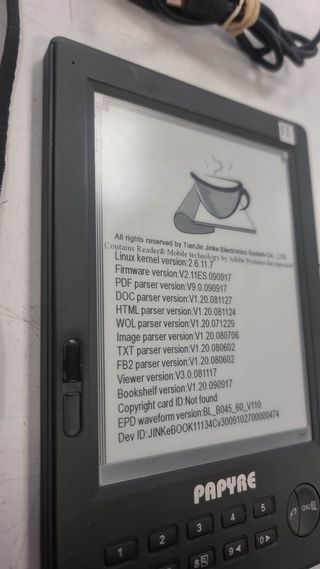 All rights reserved by TianJin Jinke Electronics System Co., LTD
Contains Reader® Mobile technology by Adobe Systems Incorporated
Linux kernel version:2.6.11.7
Firmware version:V2.11ES.090917
PDF parser version:V9.0.090917
DOC parser version:V1.20.081127
HTML parser version:V1.20.081124
WOL parser version:V1.20.071229
Image parser version:V1.20.080706
TXT parser version:V1.20.080602
FB2 parser version:V1.20.080602
Viewer version:V3.0.081117
Bookshelf version:V1.20.090917
Copyright card ID:Not found
EPD waveform version:BL_B045_60_V110
Dev ID:JINKeBOOK11134Cv3009102700000474
PAPYRE
1 2 3 4 5
8 9 0
OK/